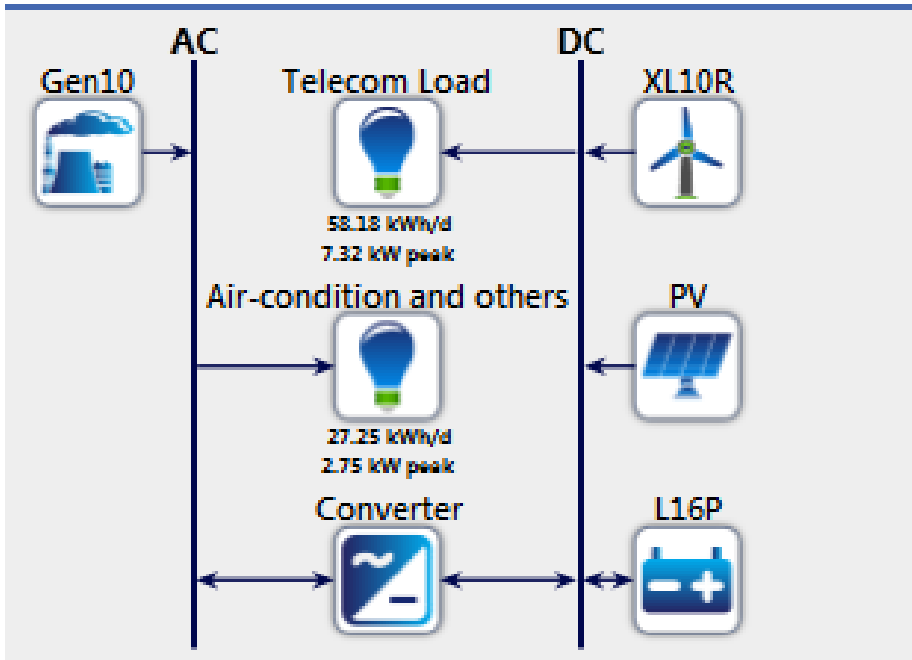 AC
DC
Gen10
Telecom Load
XL10R
58.18 kWh/d
7.32 kW peak
Air-condition and others
PV
27.25 kWh/d
2.75 kW peak
Converter
L16P